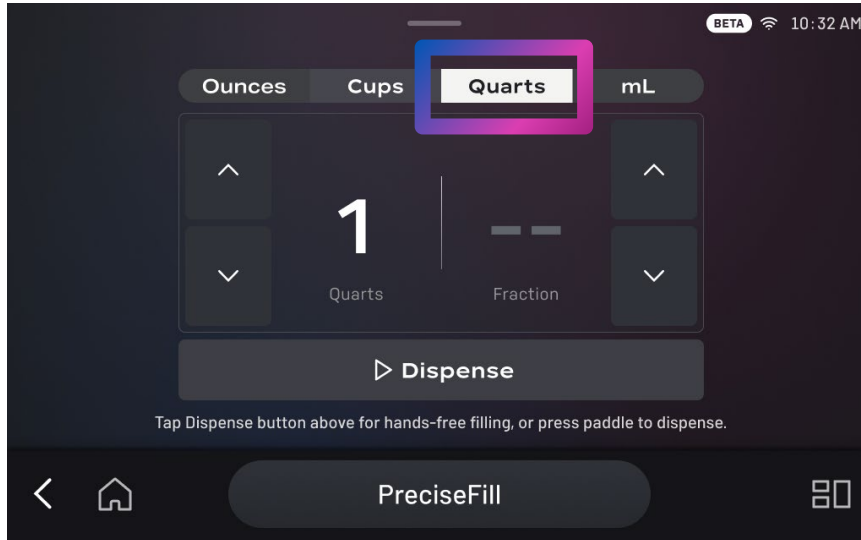 BETA 10:32 AM
Ounces Cups Quarts mL
1 -- 
Quarts Fraction
Dispense
Tap Dispense button above for hands-free filling, or press paddle to dispense.
PreciseFill